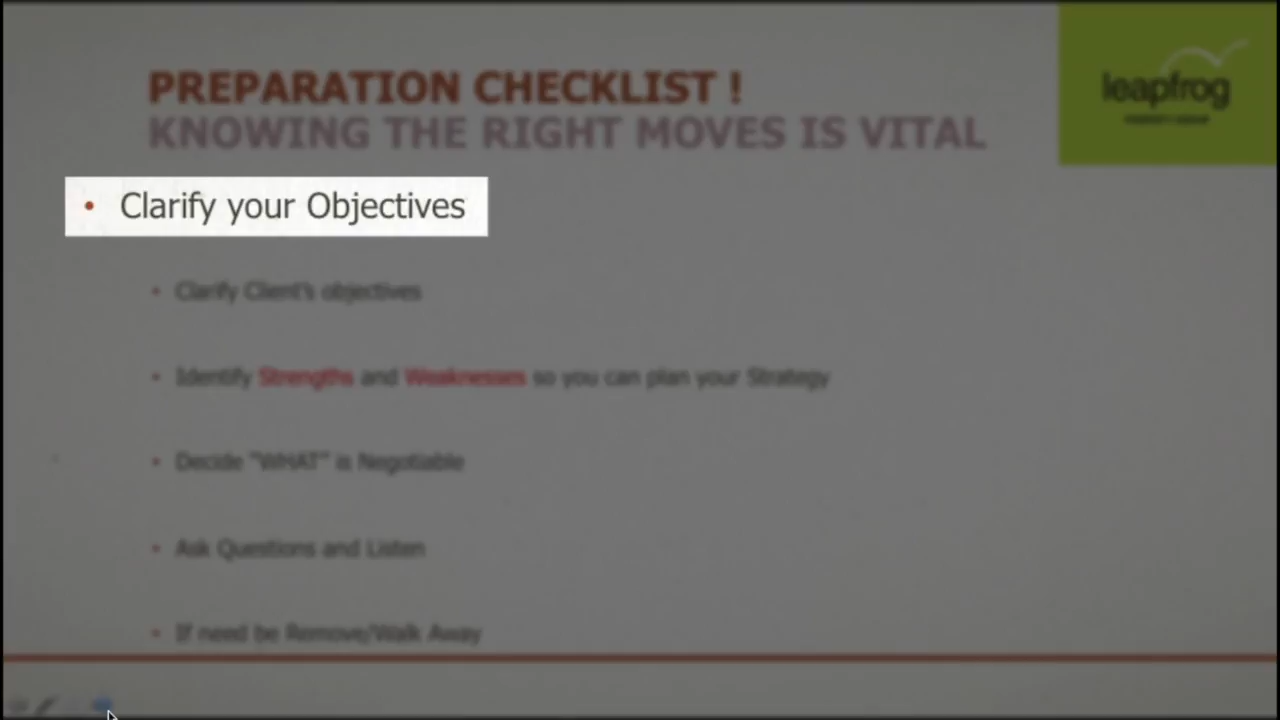 PREPARATION CHECKLIST !
KNOWING THE RIGHT MOVES IS VITAL
leapfrog
• Clarify your Objectives
• Clarify Client's objectives
• Identify Strengths and Weaknesses so you can plan your Strategy
• Decide "WHAT" is Negotiable
• Ask Questions and Listen
• If need be Remove/Walk Away